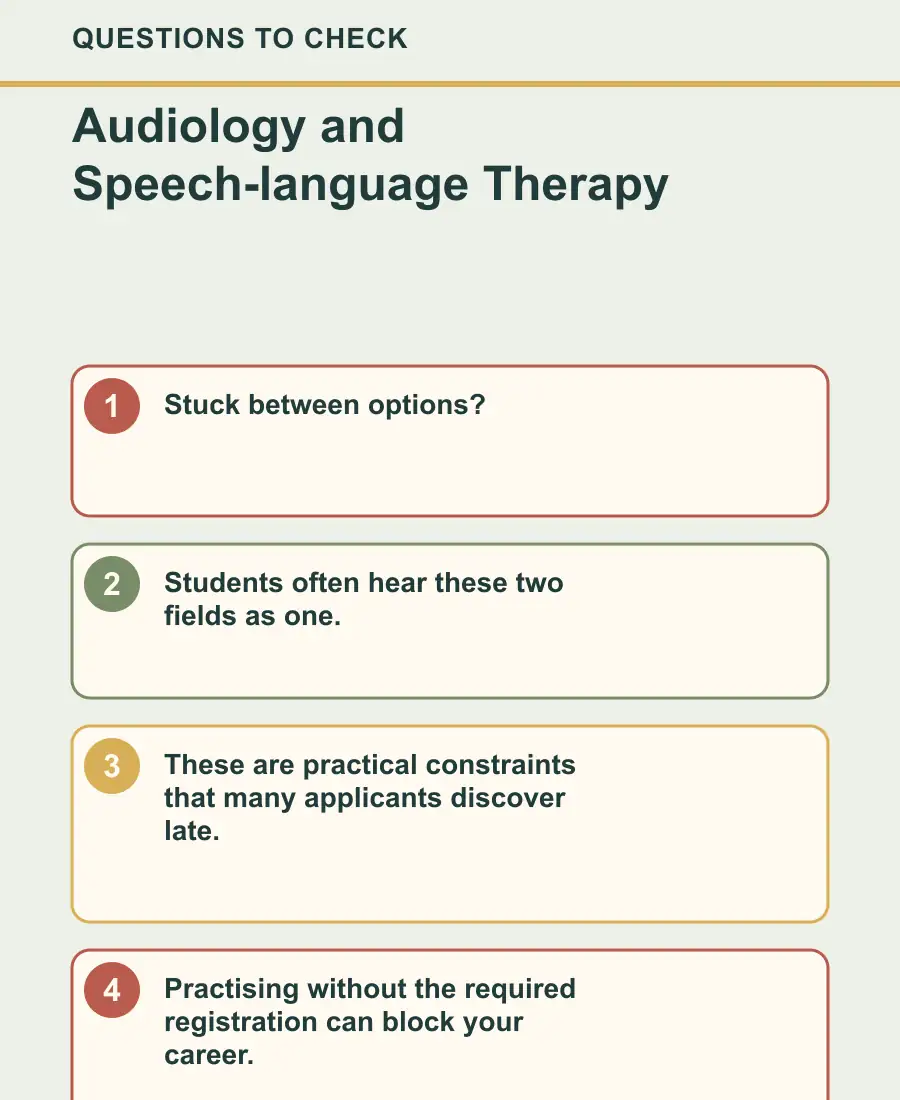 QUESTIONS TO CHECK
Audiology and
Speech-language Therapy
1
Stuck between options?
2
Students often hear these two
fields as one.
3
These are practical constraints
that many applicants discover
late.
4
Practising without the required
registration can block your
career.